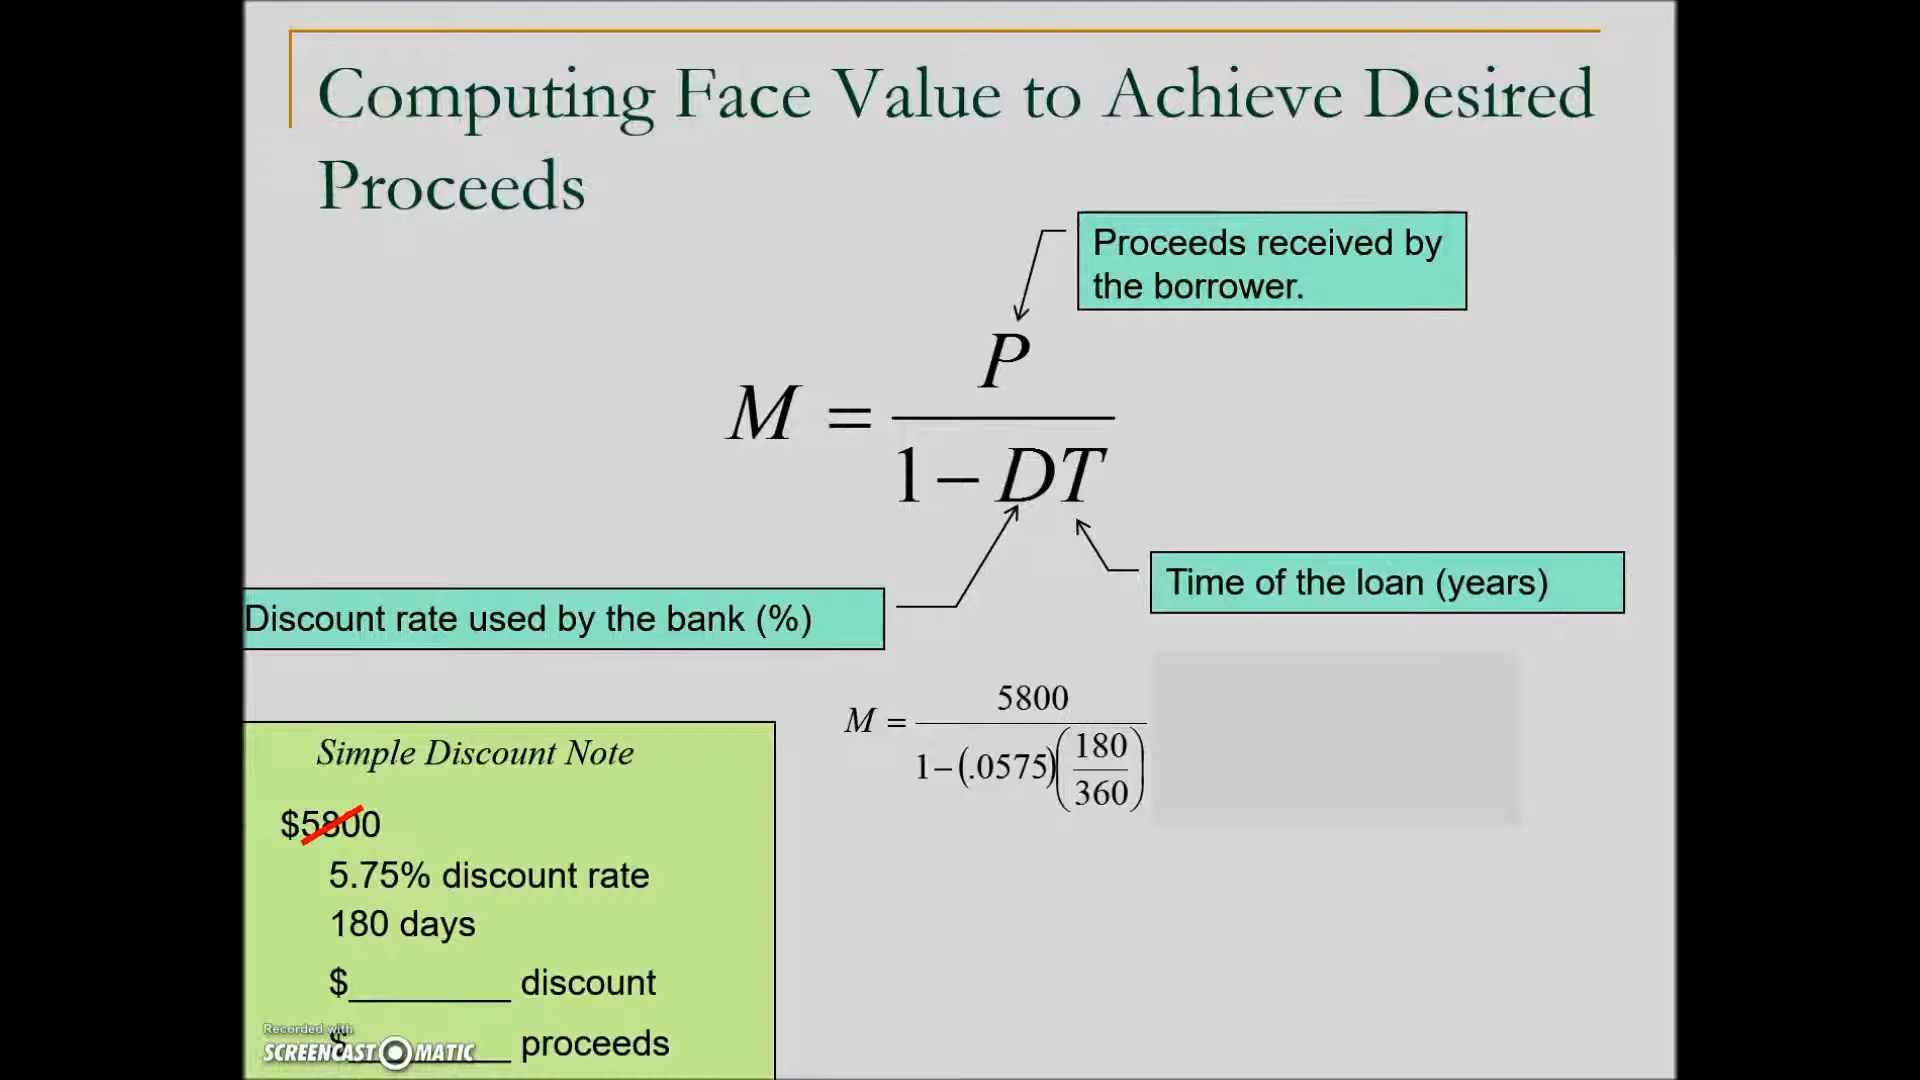 Computing Face Value to Achieve Desired
Proceeds
Proceeds received by
the borrower.
M = P / 1 − DT
Time of the loan (years)
Discount rate used by the bank (%)
M = 5800 / 1−(.0575)(180/360)
Simple Discount Note
$5800
5.75% discount rate
180 days
$________ discount
$________ proceeds
Recorded with
SCREENCAST-O-MATIC